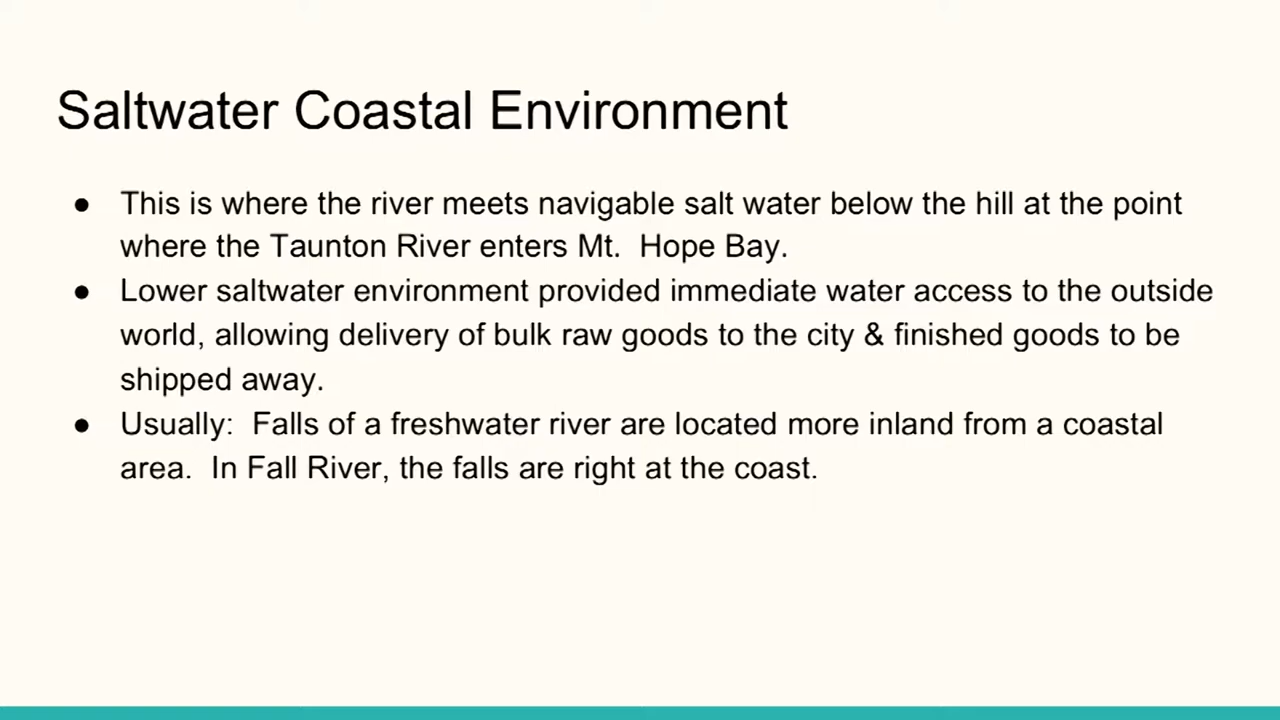 Saltwater Coastal Environment
● This is where the river meets navigable salt water below the hill at the point
where the Taunton River enters Mt.  Hope Bay.
● Lower saltwater environment provided immediate water access to the outside
world, allowing delivery of bulk raw goods to the city & finished goods to be
shipped away.
● Usually:  Falls of a freshwater river are located more inland from a coastal
area.  In Fall River, the falls are right at the coast.